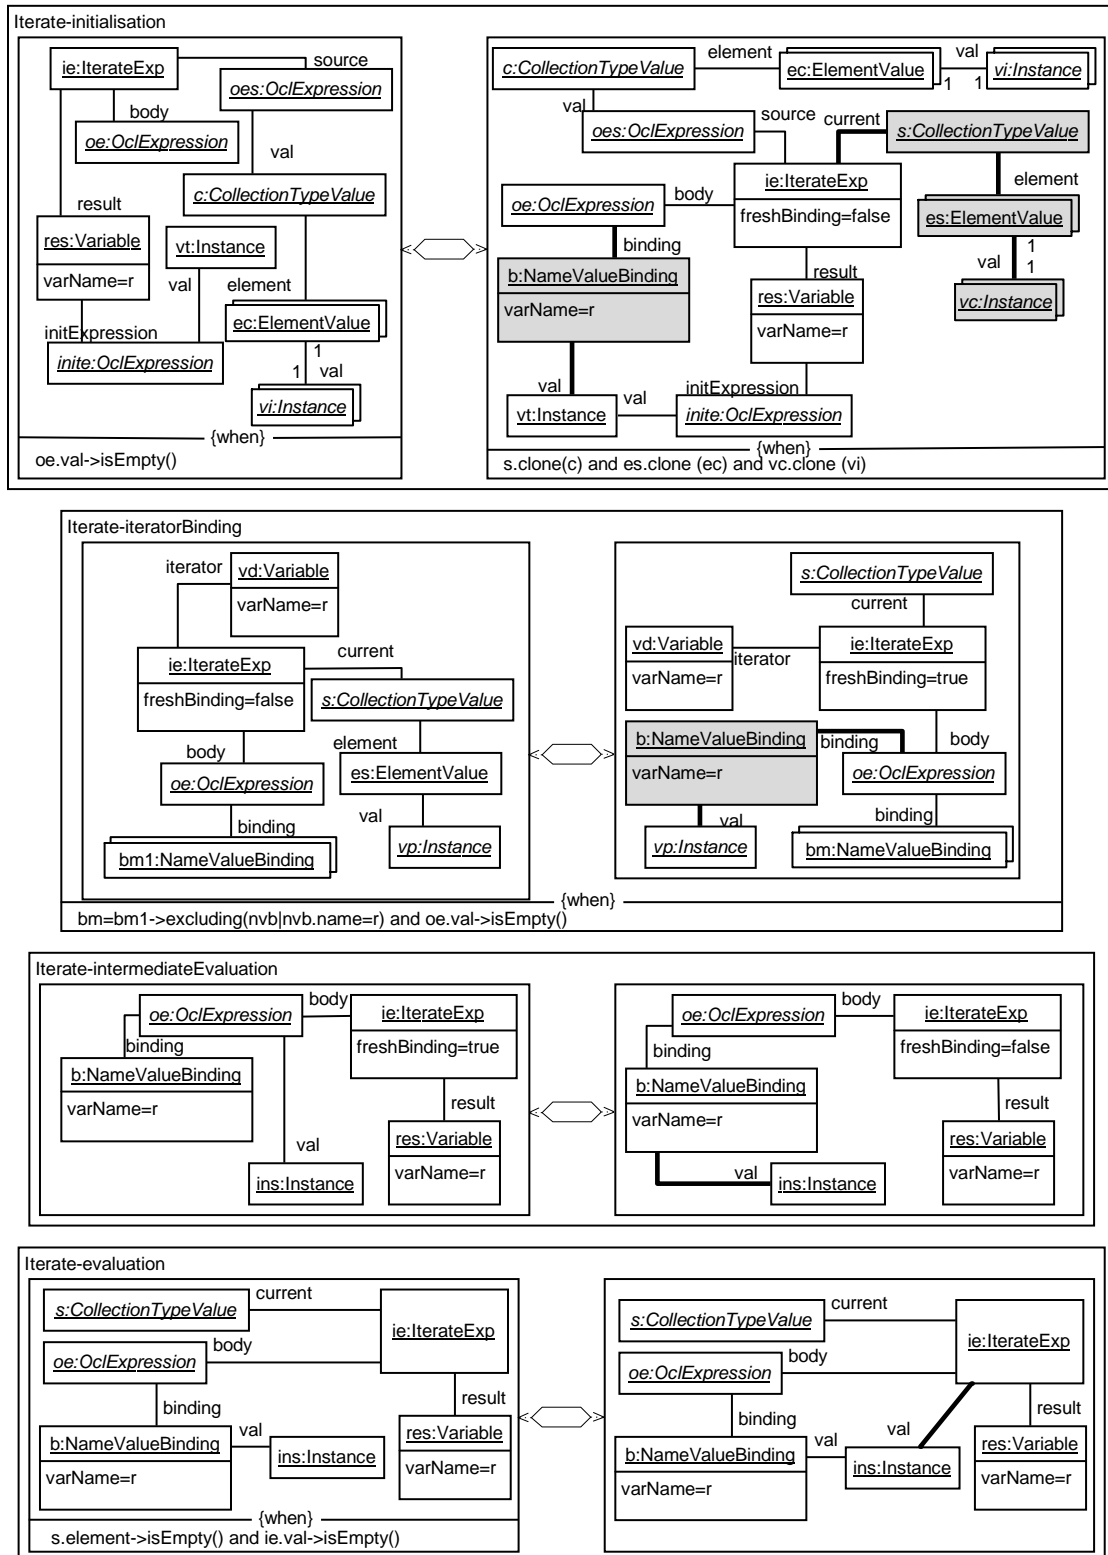 Iterate-initialisation
ie:IterateExp
source
oes:OclExpression
body
oe:OclExpression
val
c:CollectionTypeValue
result
res:Variable
varName=r
vt:Instance
val
element
ec:ElementValue
initExpression
inite:OclExpression
1
1
val
vi:Instance
{when}
oe.val->isEmpty()
c:CollectionTypeValue
element
ec:ElementValue
val
1
1
vi:Instance
val
oes:OclExpression
source
current
s:CollectionTypeValue
ie:IterateExp
freshBinding=false
body
oe:OclExpression
element
es:ElementValue
binding
b:NameValueBinding
varName=r
1
val
1
vc:Instance
result
res:Variable
varName=r
val
vt:Instance
val
initExpression
inite:OclExpression
{when}
s.clone(c) and es.clone (ec) and vc.clone (vi)
Iterate-iteratorBinding
iterator
vd:Variable
varName=r
ie:IterateExp
freshBinding=false
current
s:CollectionTypeValue
body
element
oe:OclExpression
es:ElementValue
binding
val
bm1:NameValueBinding
vp:Instance
s:CollectionTypeValue
current
vd:Variable
varName=r
iterator
ie:IterateExp
freshBinding=true
b:NameValueBinding
varName=r
binding
body
oe:OclExpression
val
vp:Instance
binding
bm:NameValueBinding
{when}
bm=bm1->excluding(nvb|nvb.name=r) and oe.val->isEmpty()
Iterate-intermediateEvaluation
oe:OclExpression
body
ie:IterateExp
freshBinding=true
binding
b:NameValueBinding
varName=r
result
res:Variable
varName=r
val
ins:Instance
oe:OclExpression
body
ie:IterateExp
freshBinding=false
binding
b:NameValueBinding
varName=r
result
res:Variable
varName=r
val
ins:Instance
Iterate-evaluation
s:CollectionTypeValue
current
ie:IterateExp
oe:OclExpression
body
binding
result
b:NameValueBinding
varName=r
val
ins:Instance
res:Variable
varName=r
{when}
s.element->isEmpty() and ie.val->isEmpty()
s:CollectionTypeValue
current
ie:IterateExp
oe:OclExpression
body
binding
result
b:NameValueBinding
varName=r
val
val
ins:Instance
res:Variable
varName=r